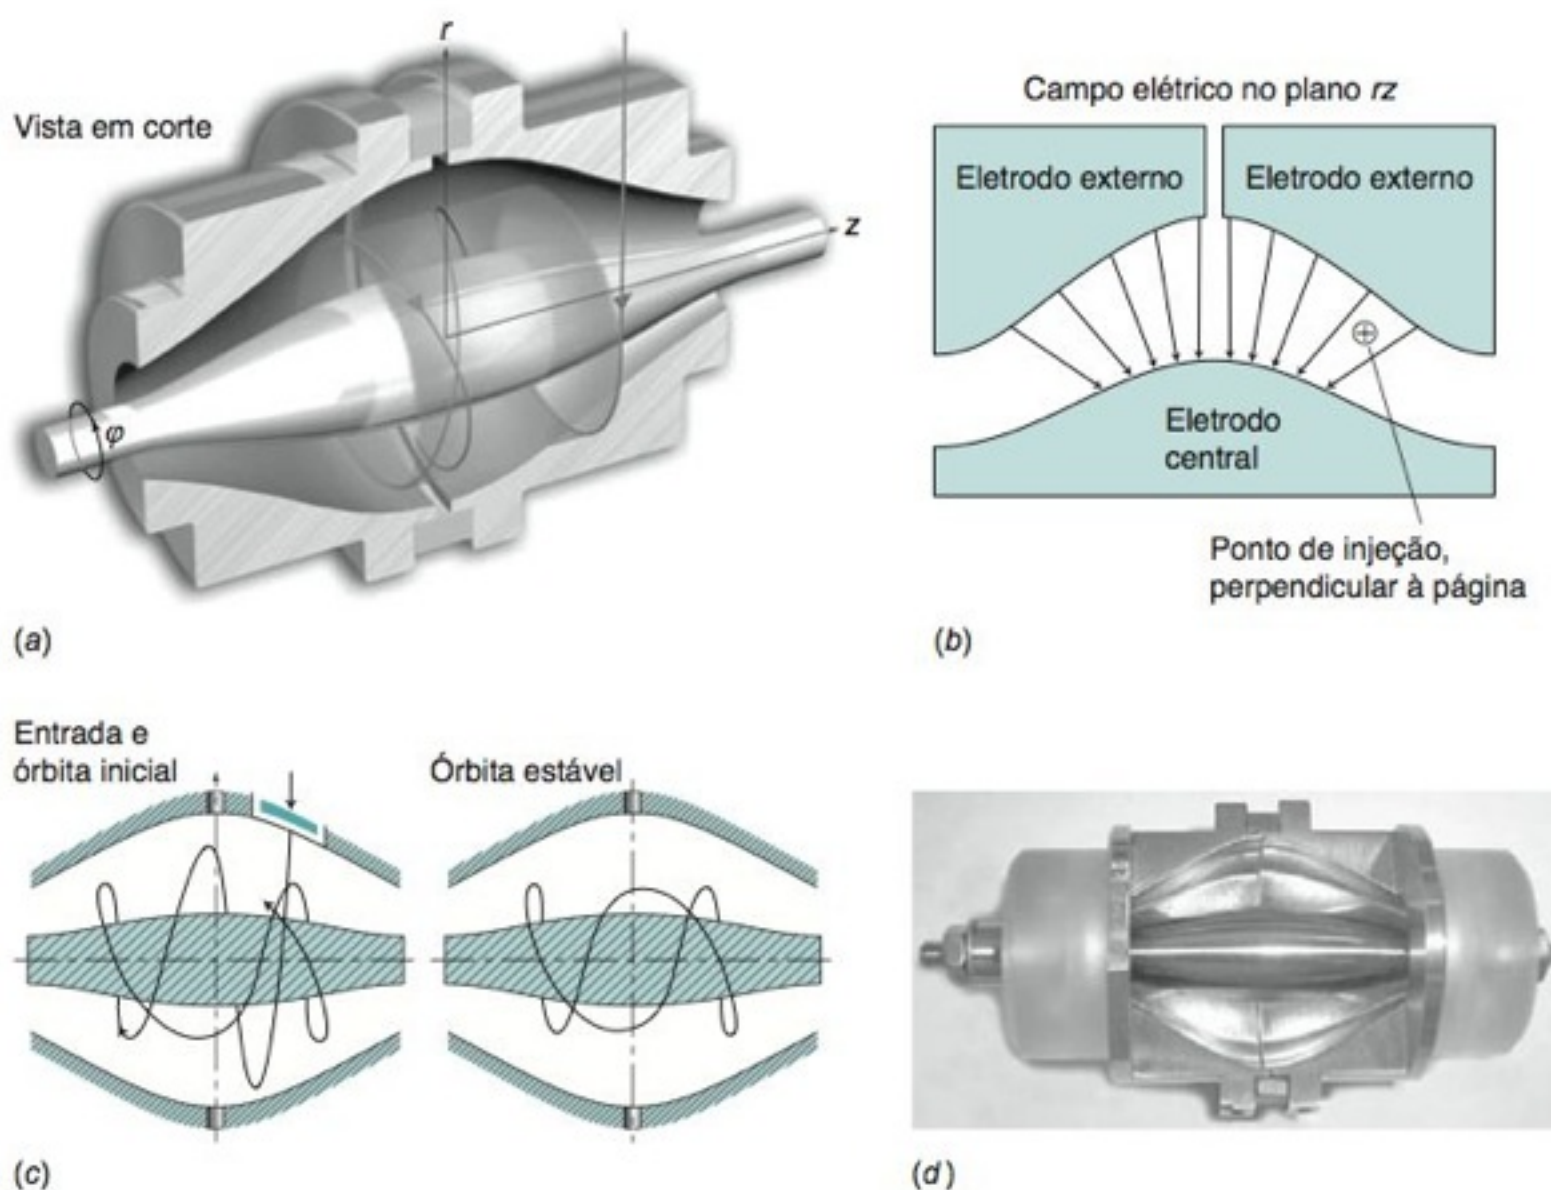 r
Vista em corte
z
φ
(a)
Campo elétrico no plano rz
Eletrodo externo
Eletrodo externo
Eletrodo
central
Ponto de injeção,
perpendicular à página
(b)
Entrada e
órbita inicial
Órbita estável
(c)
(d)